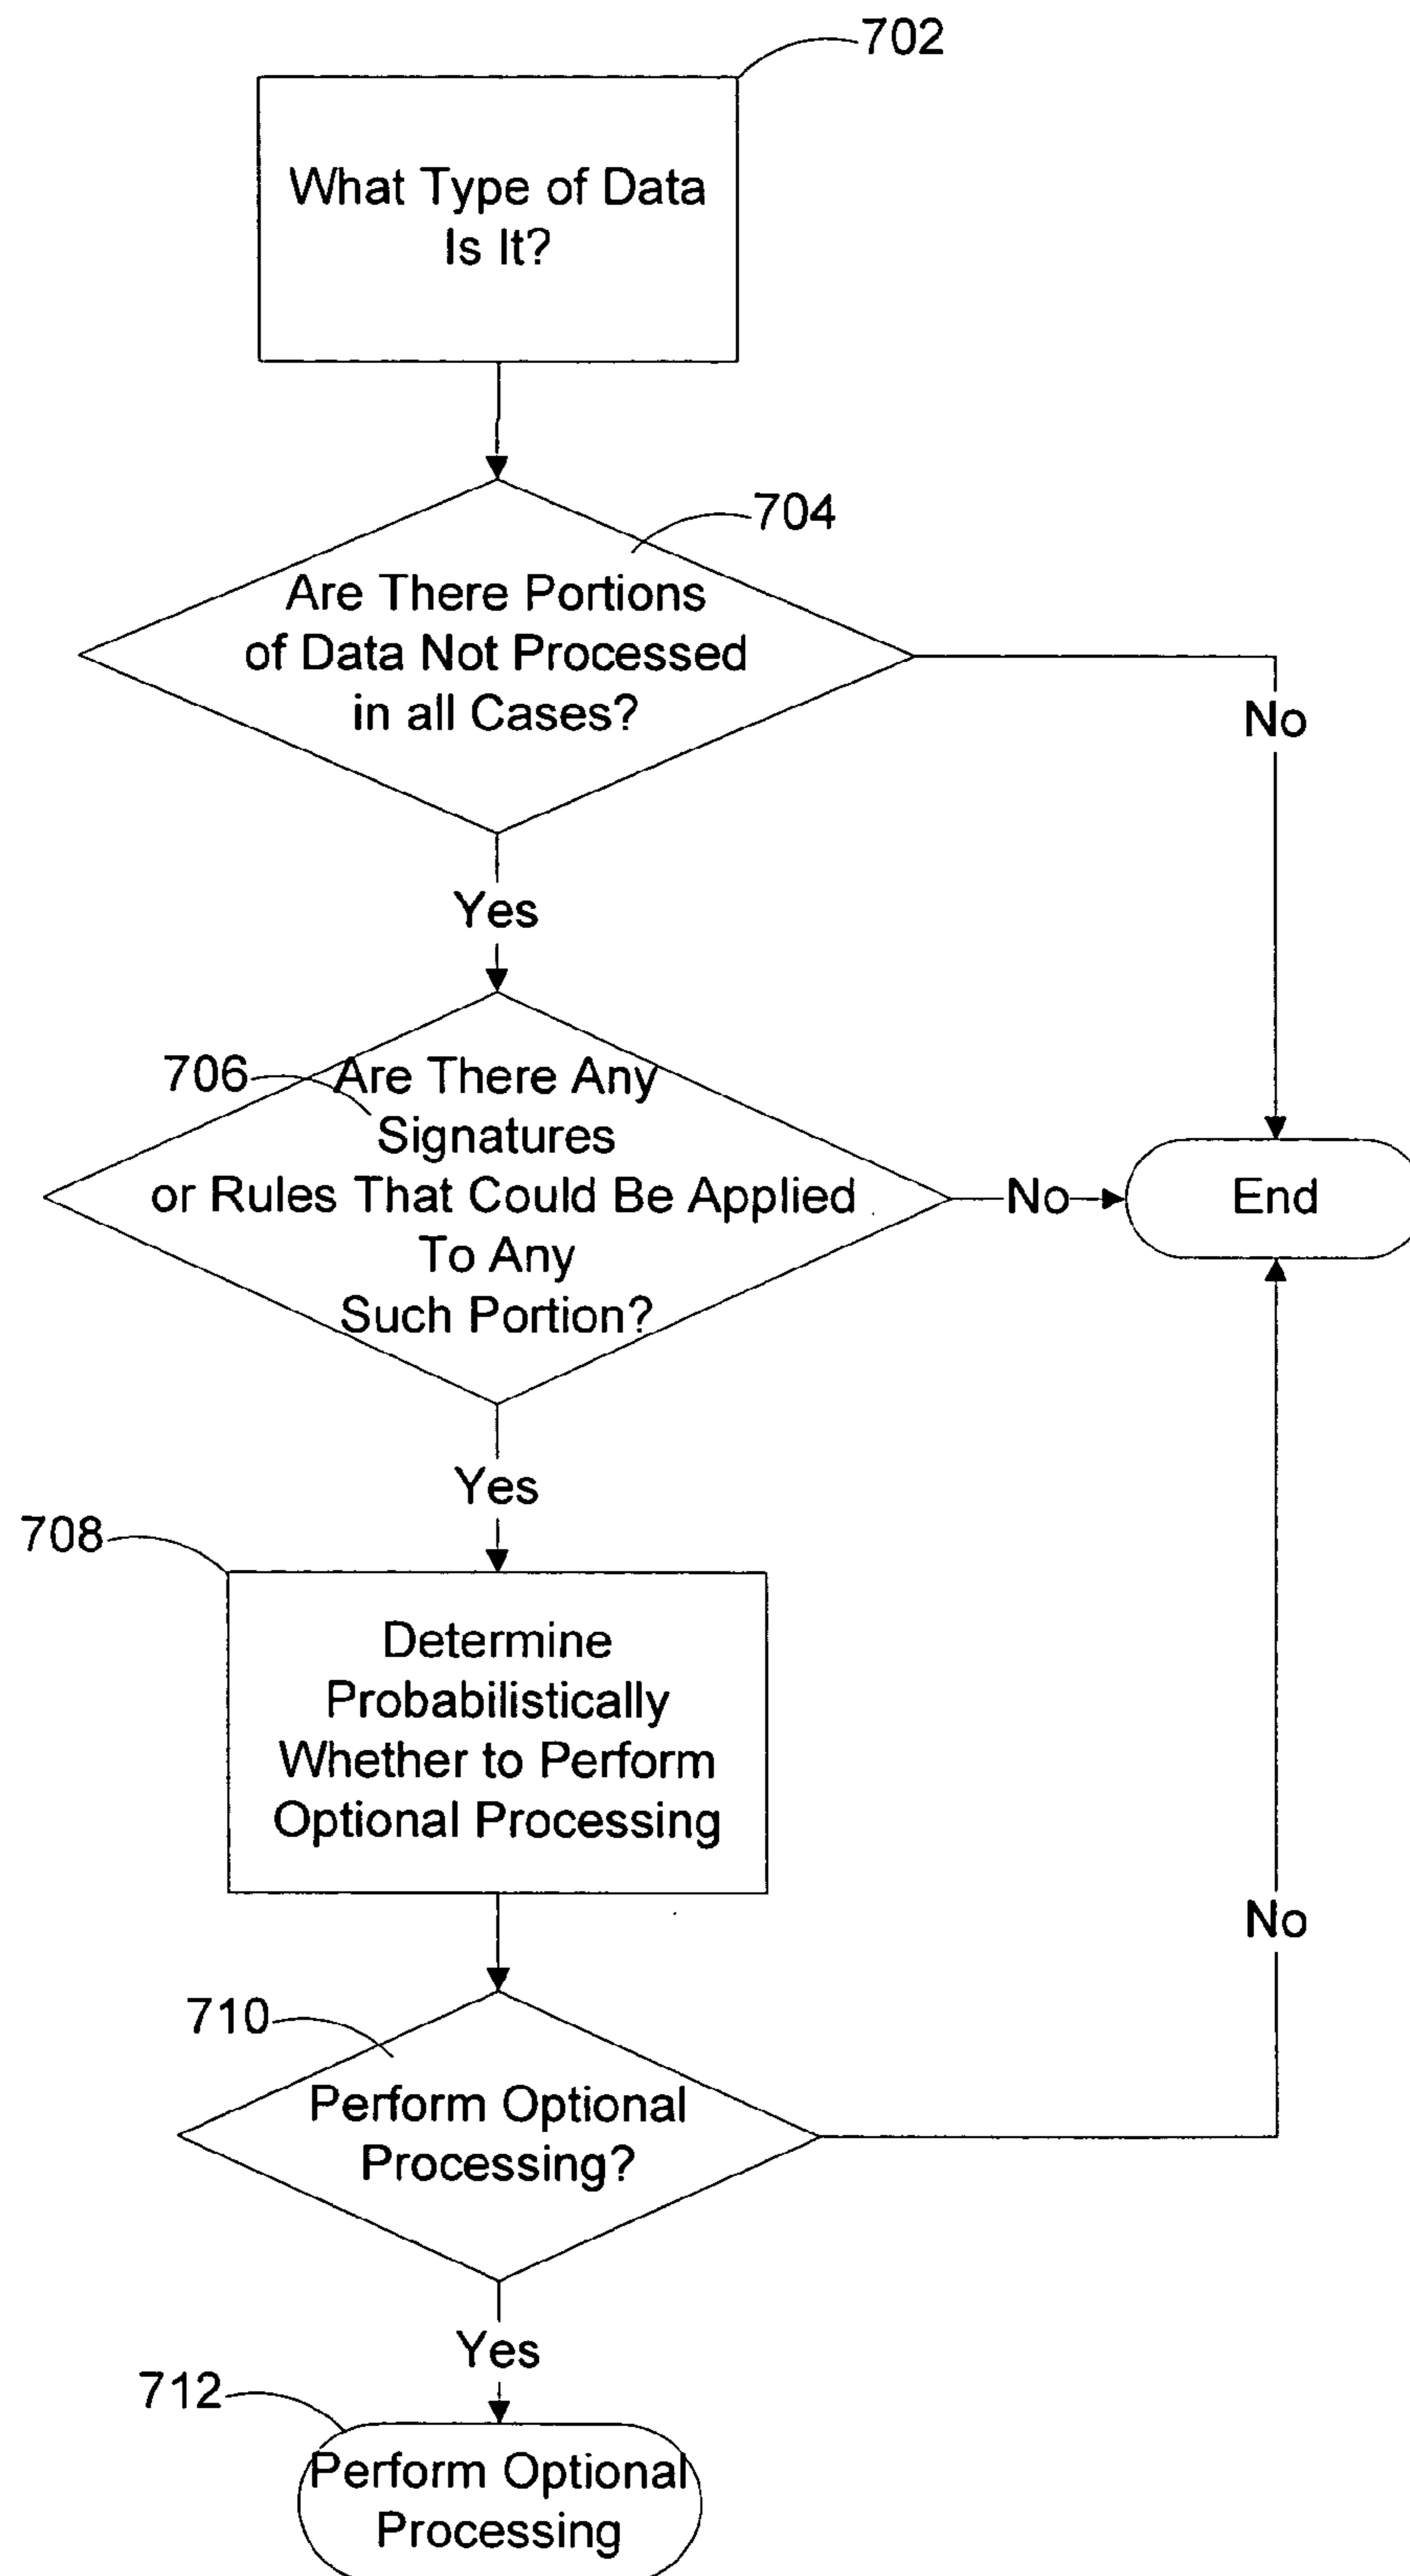 702
What Type of Data
Is It?
704
Are There Portions
of Data Not Processed
in all Cases?
No
Yes
706
Are There Any
Signatures
or Rules That Could Be Applied
To Any
Such Portion?
No
End
Yes
708
Determine
Probabilistically
Whether to Perform
Optional Processing
No
710
Perform Optional
Processing?
Yes
712
Perform Optional
Processing